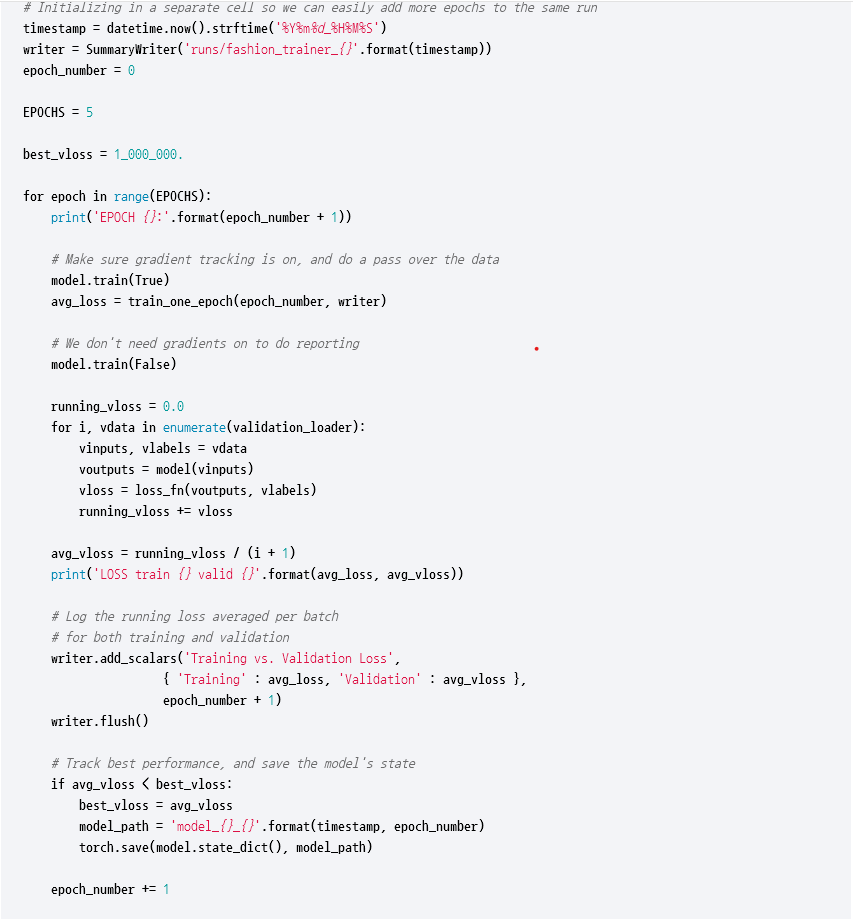 # Initializing in a separate cell so we can easily add more epochs to the same run
timestamp = datetime.now().strftime('%Y%m%d_%H%M%S')
writer = SummaryWriter('runs/fashion_trainer_{}'.format(timestamp))
epoch_number = 0

EPOCHS = 5

best_vloss = 1_000_000.

for epoch in range(EPOCHS):
    print('EPOCH {}:'.format(epoch_number + 1))

    # Make sure gradient tracking is on, and do a pass over the data
    model.train(True)
    avg_loss = train_one_epoch(epoch_number, writer)

    # We don't need gradients on to do reporting
    model.train(False)

    running_vloss = 0.0
    for i, vdata in enumerate(validation_loader):
        vinputs, vlabels = vdata
        voutputs = model(vinputs)
        vloss = loss_fn(voutputs, vlabels)
        running_vloss += vloss

    avg_vloss = running_vloss / (i + 1)
    print('LOSS train {} valid {}'.format(avg_loss, avg_vloss))

    # Log the running loss averaged per batch
    # for both training and validation
    writer.add_scalars('Training vs. Validation Loss',
                    { 'Training' : avg_loss, 'Validation' : avg_vloss },
                    epoch_number + 1)
    writer.flush()

    # Track best performance, and save the model's state
    if avg_vloss < best_vloss:
        best_vloss = avg_vloss
        model_path = 'model_{}_{}'.format(timestamp, epoch_number)
        torch.save(model.state_dict(), model_path)

    epoch_number += 1